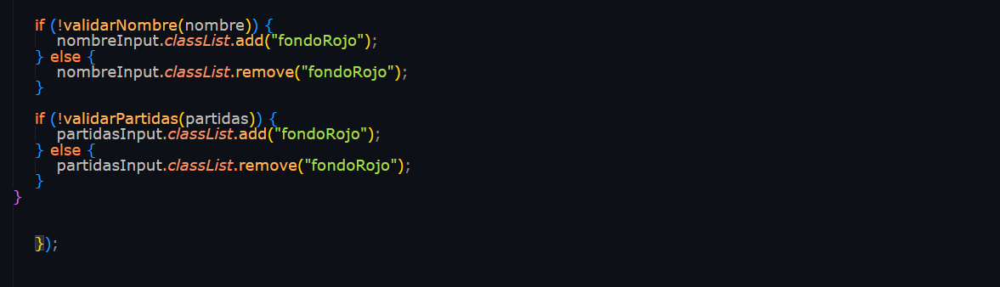 if (!validarNombre(nombre)) {
nombreInput.classList.add("fondoRojo");
} else {
nombreInput.classList.remove("fondoRojo");
}
if (!validarPartidas(partidas)) {
partidasInput.classList.add("fondoRojo");
} else {
partidasInput.classList.remove("fondoRojo");
}
}
});